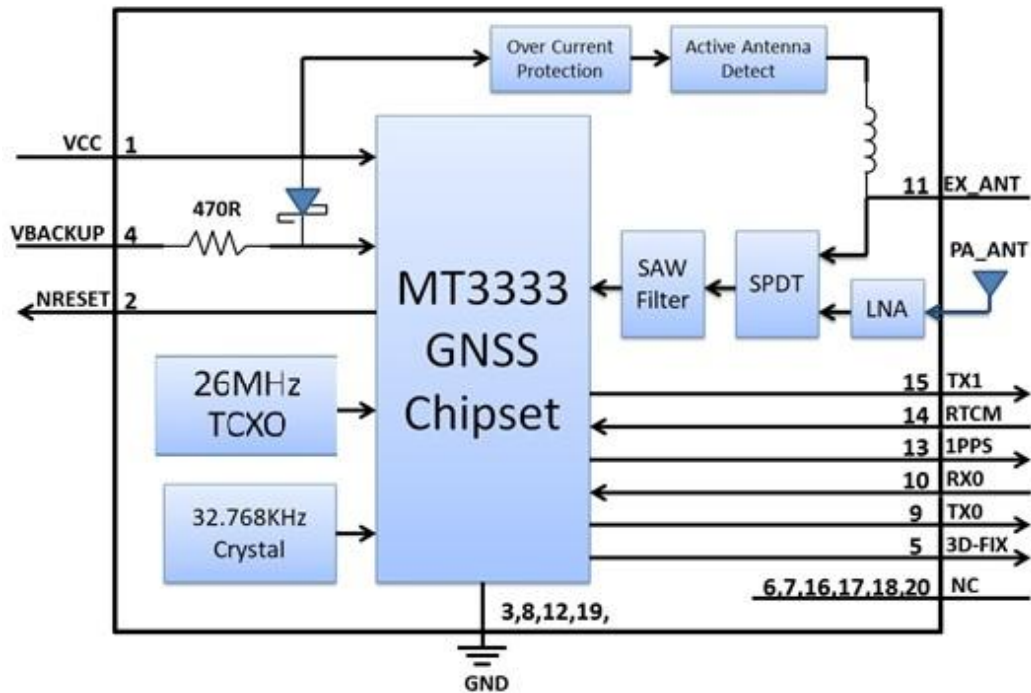 Over Current
Protection
Active Antenna
Detect
VCC
1
11
EX_ANT
470R
VBACKUP
4
PA_ANT
SAW
Filter
SPDT
LNA
NRESET
2
MT3333
GNSS
Chipset
26MHz
TCXO
15
TX1
14
RTCM
13
1PPS
10
RX0
9
TX0
5
3D-FIX
32.768KHz
Crystal
6,7,16,17,18,20
NC
3,8,12,19,
GND